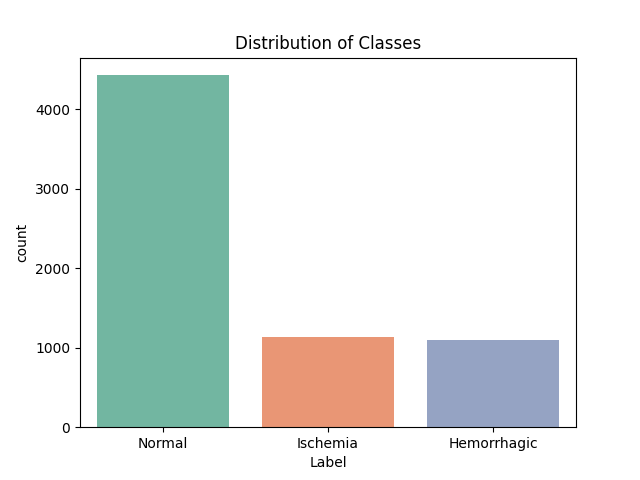 Distribution of Classes
4000
3000
2000
1000
0
count
Normal Ischemia Hemorrhagic
Label